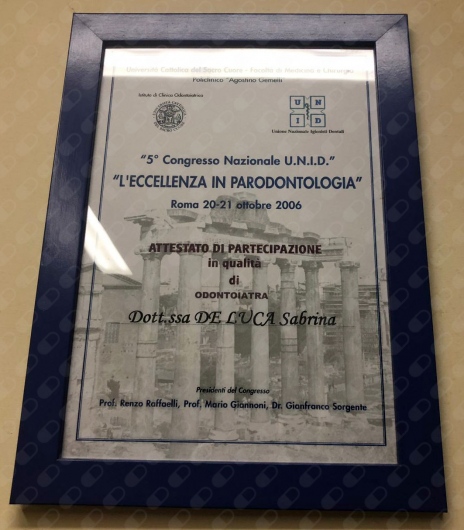 Università Cattolica del Sacro Cuore - Facoltà di Medicina e Chirurgia
Policlinico "Agostino Gemelli"
Istituto di Clinica Odontoiatrica
U N
I D
Unione Nazionale Igienisti Dentali
"5° Congresso Nazionale U.N.I.D."
"L'ECCELLENZA IN PARODONTOLOGIA"
Roma 20-21 ottobre 2006
ATTESTATO DI PARTECIPAZIONE
in qualità
di
ODONTOIATRA
Dott.ssa DE LUCA Sabrina
Presidenti del Congresso
Prof. Renzo Raffaelli, Prof. Mario Giannoni, Dr. Gianfranco Sorgente